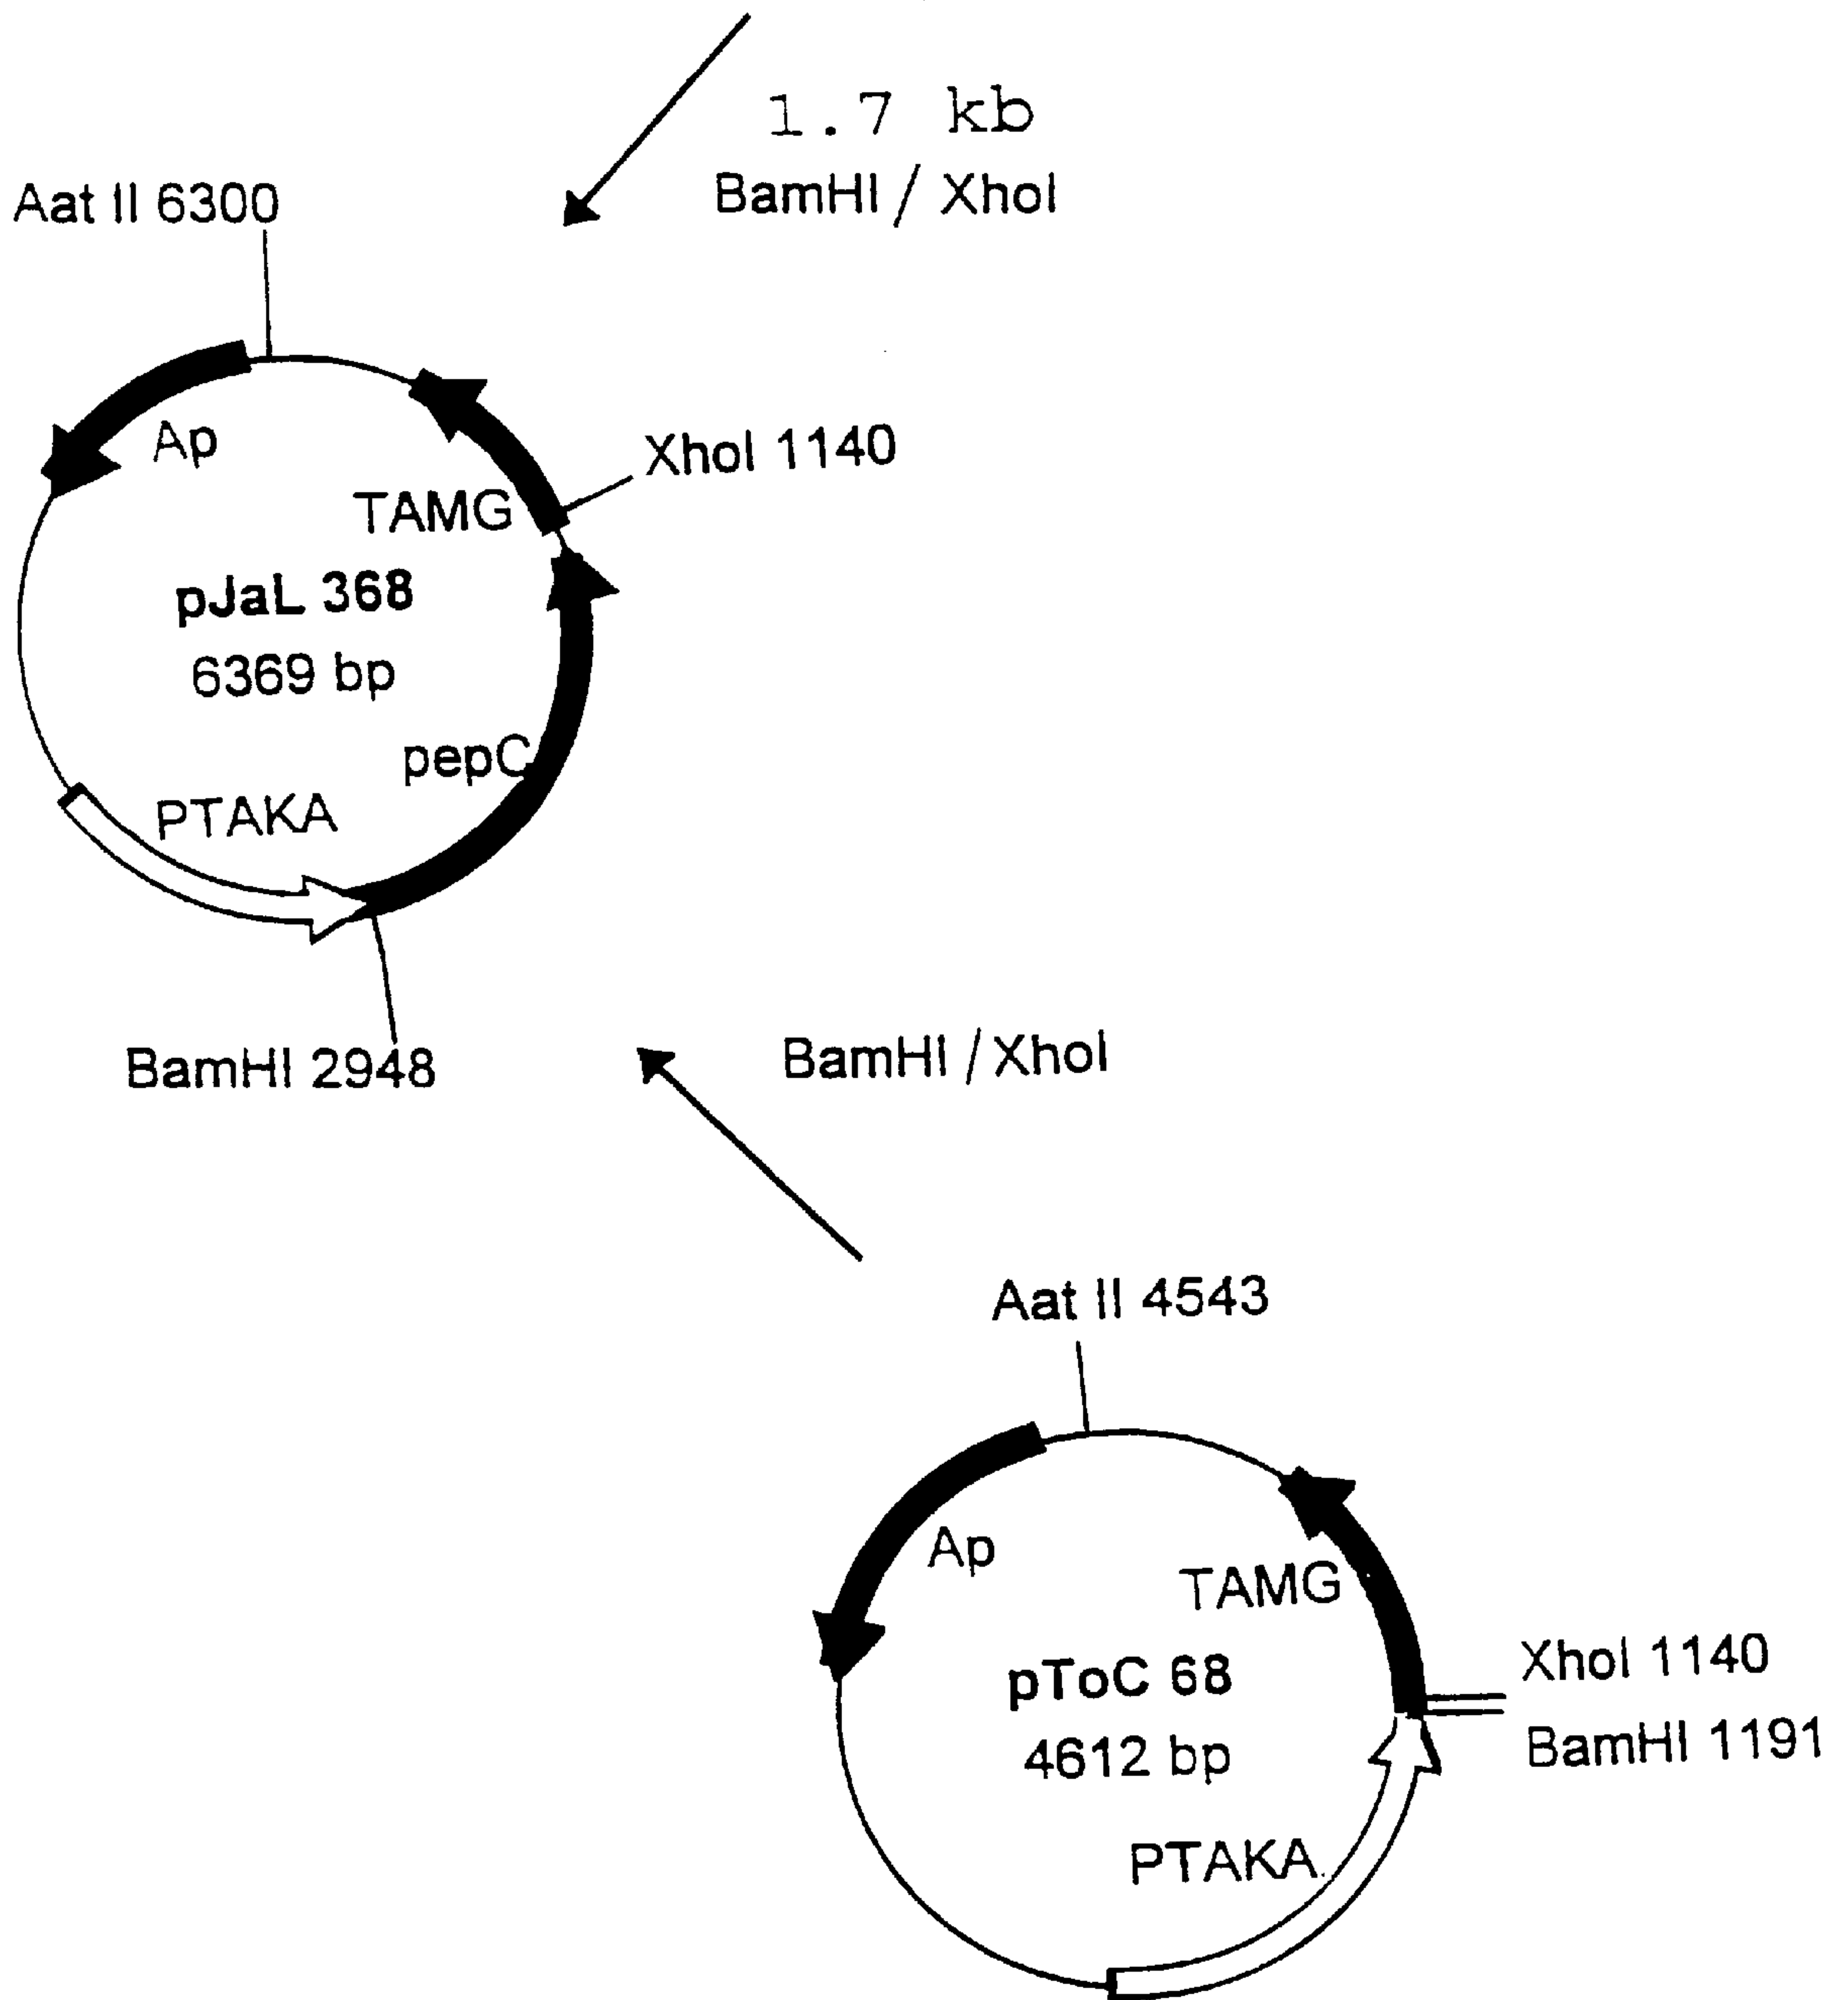 1.7 kb
BamHI / XhoI
Aat II 6300
Ap
XhoI 1140
TAMG
pJaL 368
6369 bp
pepC
PTAKA
BamHI 2948
BamHI / XhoI
Aat II 4543
Ap
TAMG
XhoI 1140
pToC 68
BamHI 1191
4612 bp
PTAKA